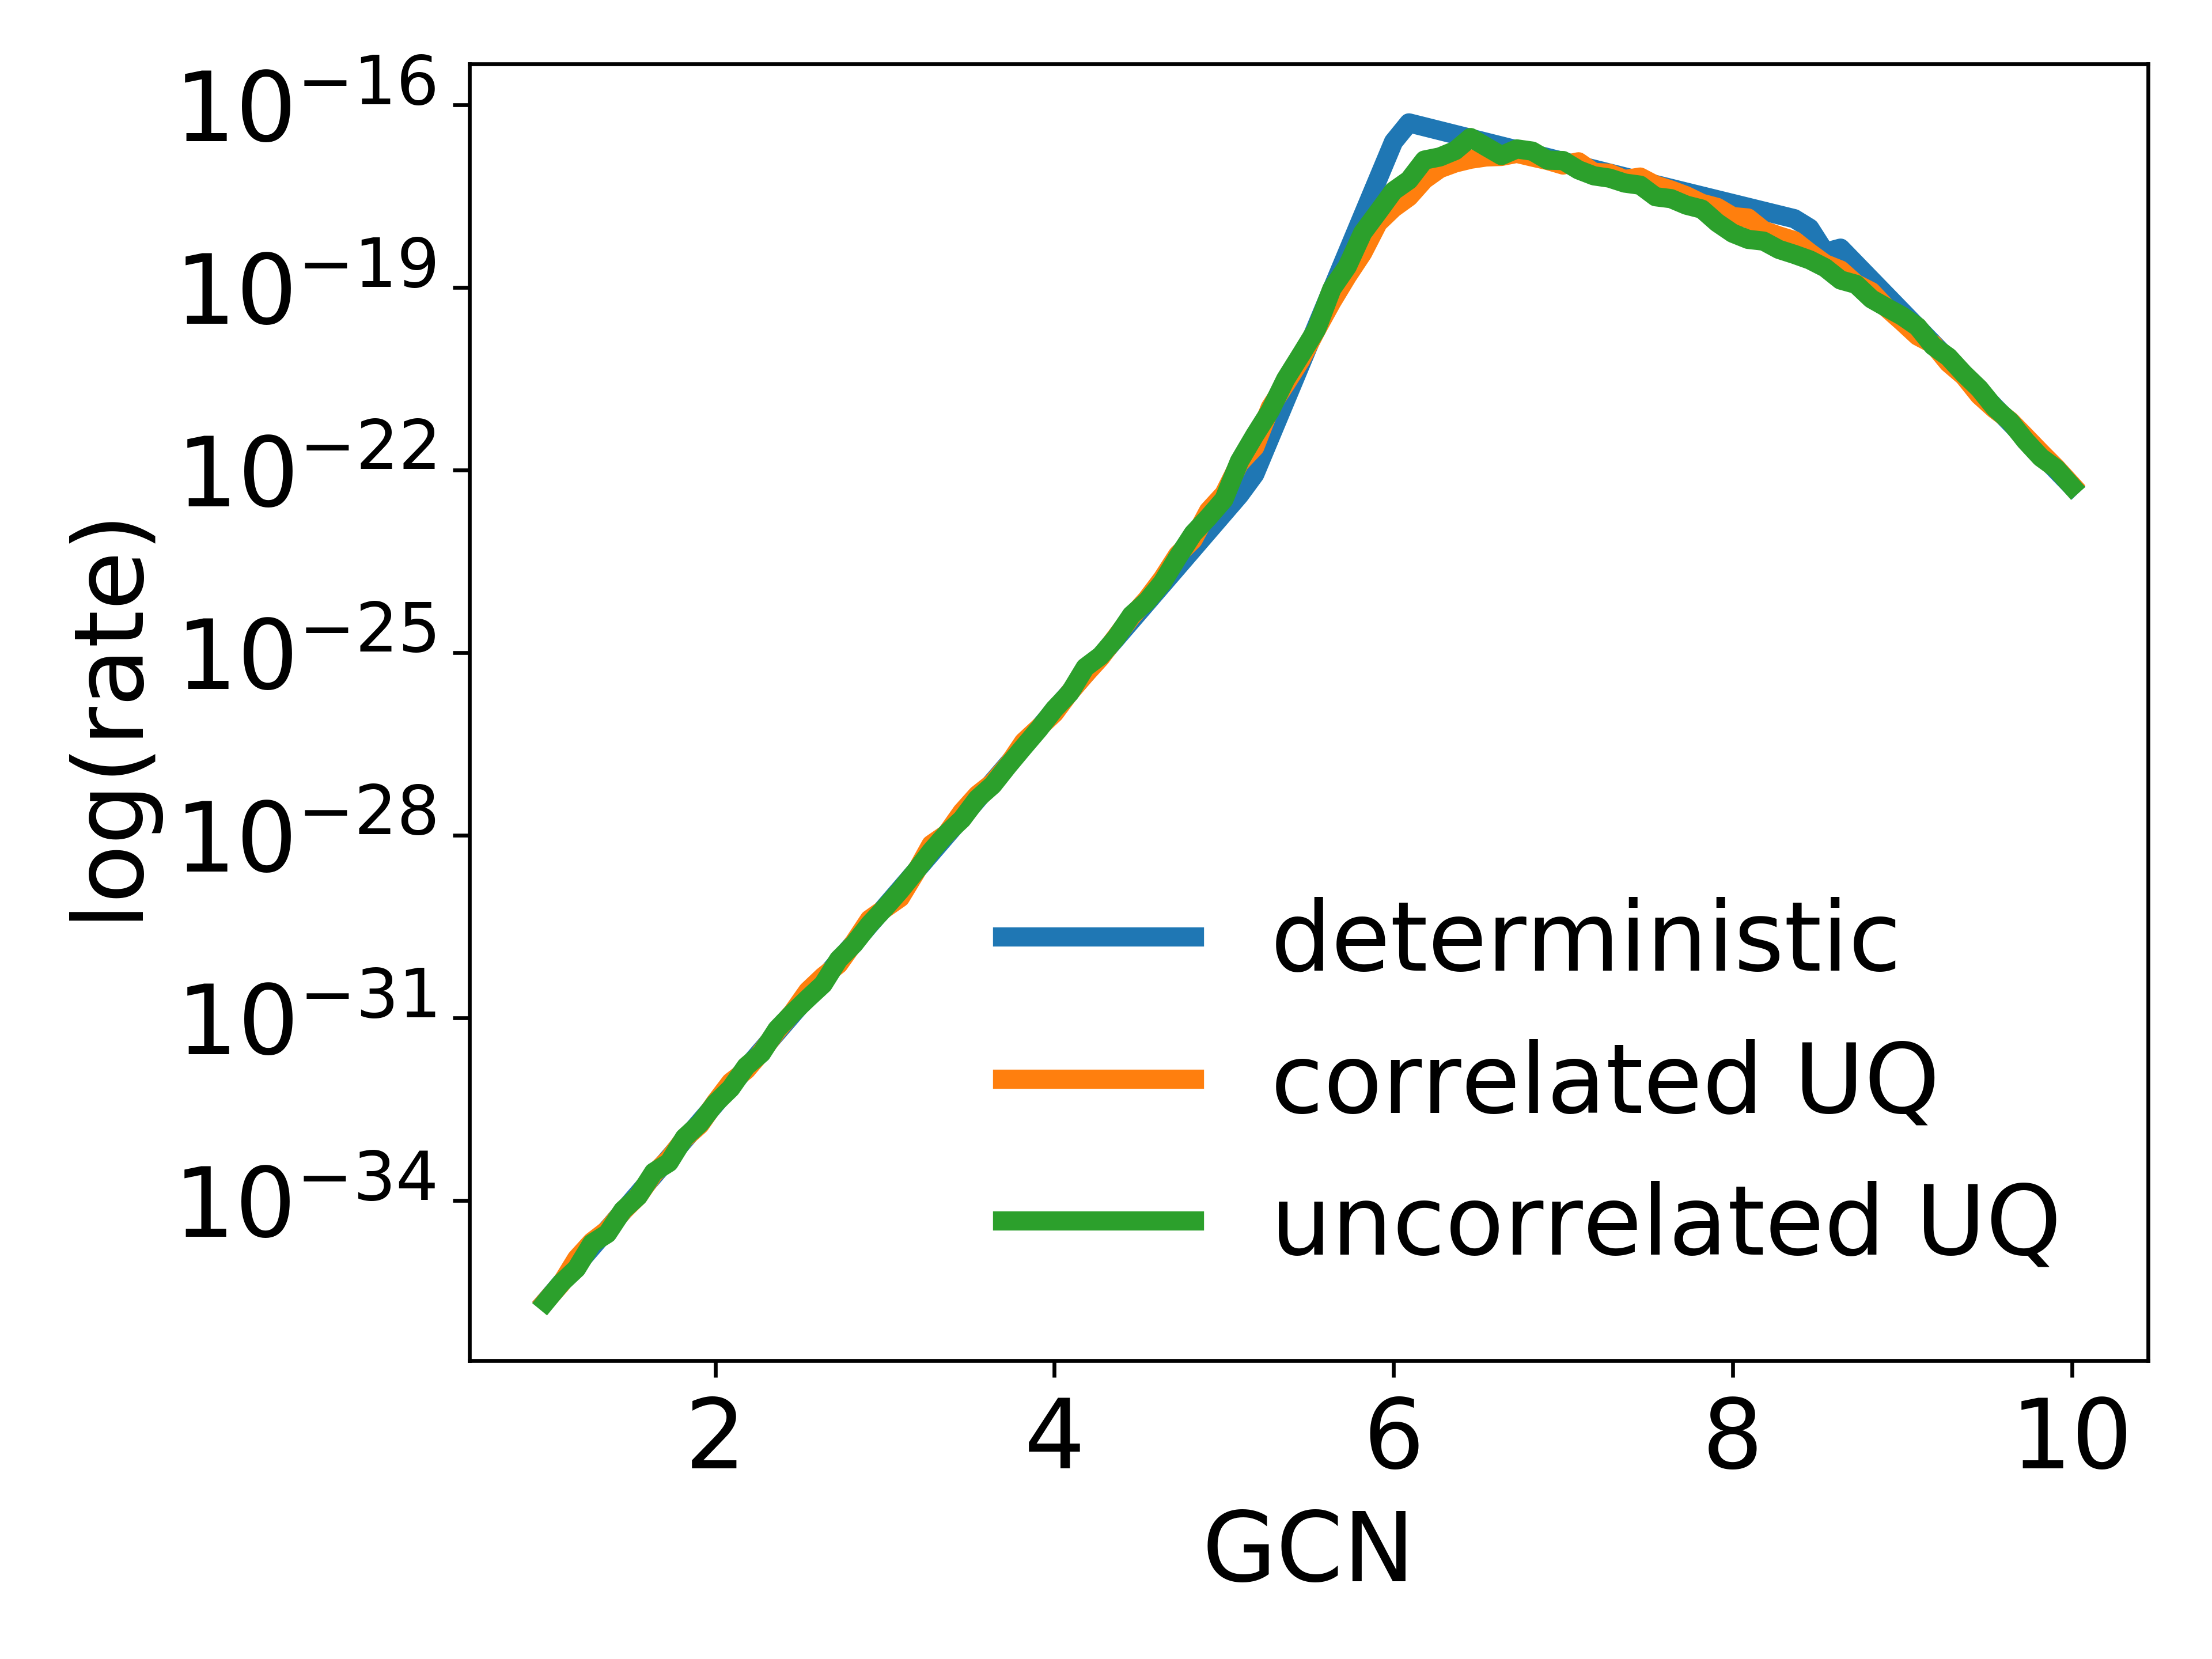 10⁻¹⁶
10⁻¹⁹
10⁻²²
10⁻²⁵
10⁻²⁸
10⁻³¹
10⁻³⁴
log(rate)
deterministic
correlated UQ
uncorrelated UQ
2 4 6 8 10
GCN